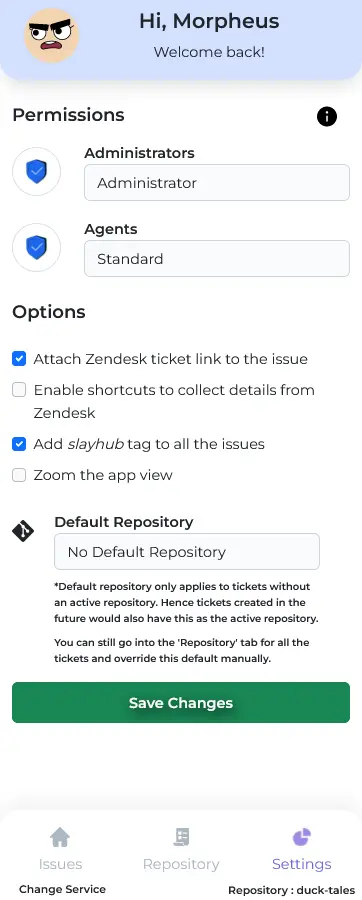 Hi, Morpheus
Welcome back!
Permissions
Administrators
Administrator
Agents
Standard
Options
Attach Zendesk ticket link to the issue
Enable shortcuts to collect details from
Zendesk
Add slayhub tag to all the issues
Zoom the app view
Default Repository
No Default Repository
*Default repository only applies to tickets without
an active repository. Hence tickets created in the
future would also have this as the active repository.
You can still go into the 'Repository' tab for all the
tickets and override this default manually.
Save Changes
Issues
Repository
Settings
Change Service
Repository : duck-tales